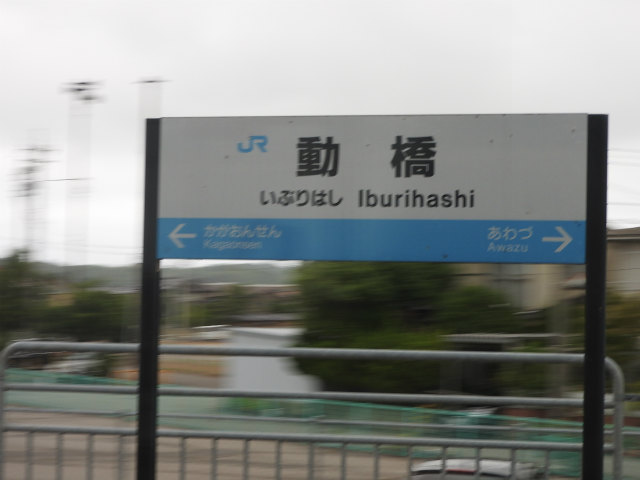 JR 動橋
いぶりはし Iburihashi
← かがおんせん あわづ →
Kagaonsen Awazu